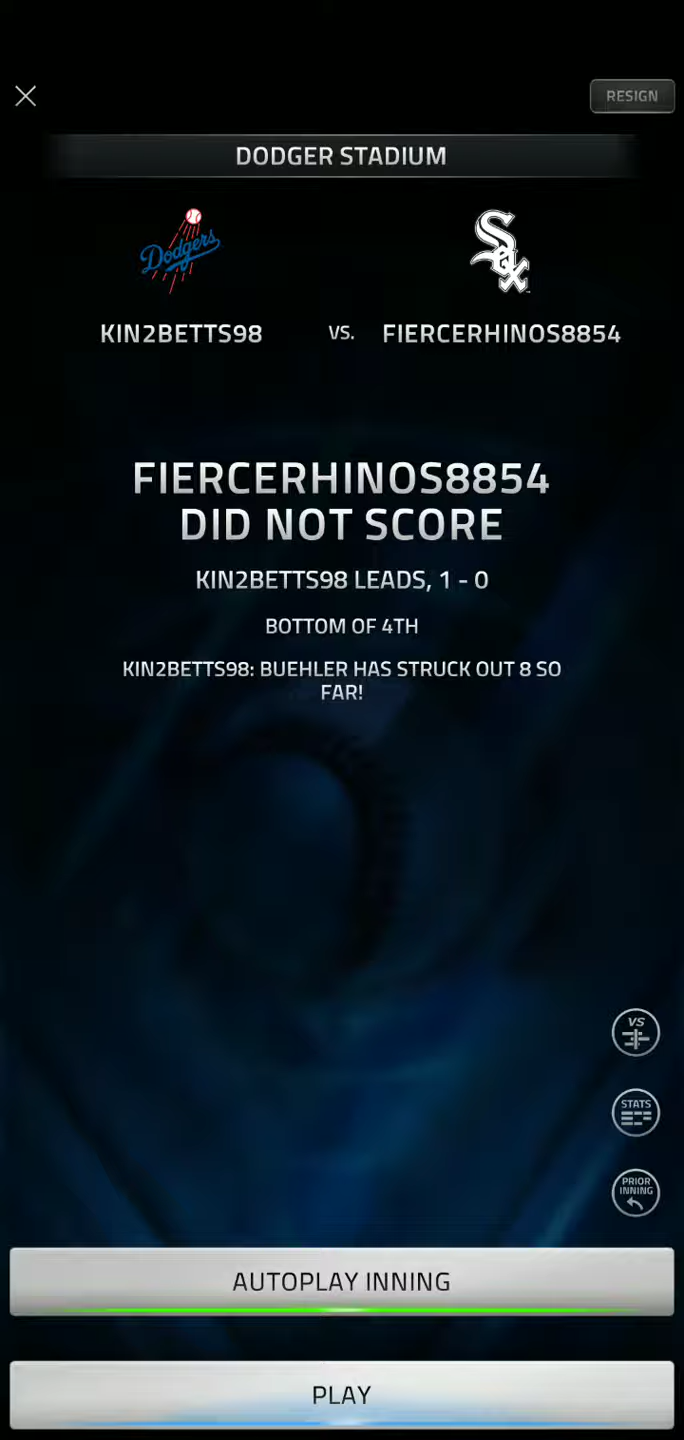 RESIGN
DODGER STADIUM
Dodgers
Sox
KIN2BETTS98 VS. FIERCERHINOS8854
FIERCERHINOS8854
DID NOT SCORE
KIN2BETTS98 LEADS, 1 - 0
BOTTOM OF 4TH
KIN2BETTS98: BUEHLER HAS STRUCK OUT 8 SO
FAR!
VS
STATS
PRIOR
INNING
AUTOPLAY INNING
PLAY